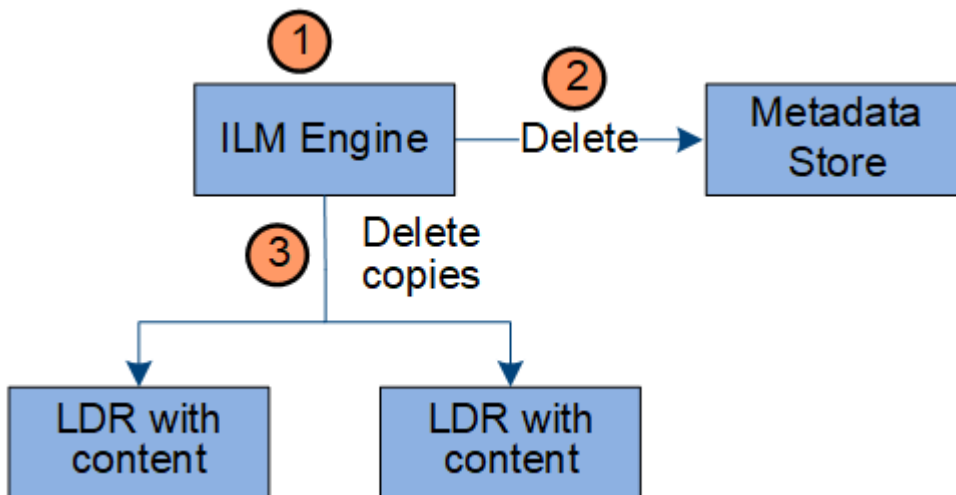 1
2
ILM Engine
Delete
Metadata
Store
3
Delete
copies
LDR with
content
LDR with
content